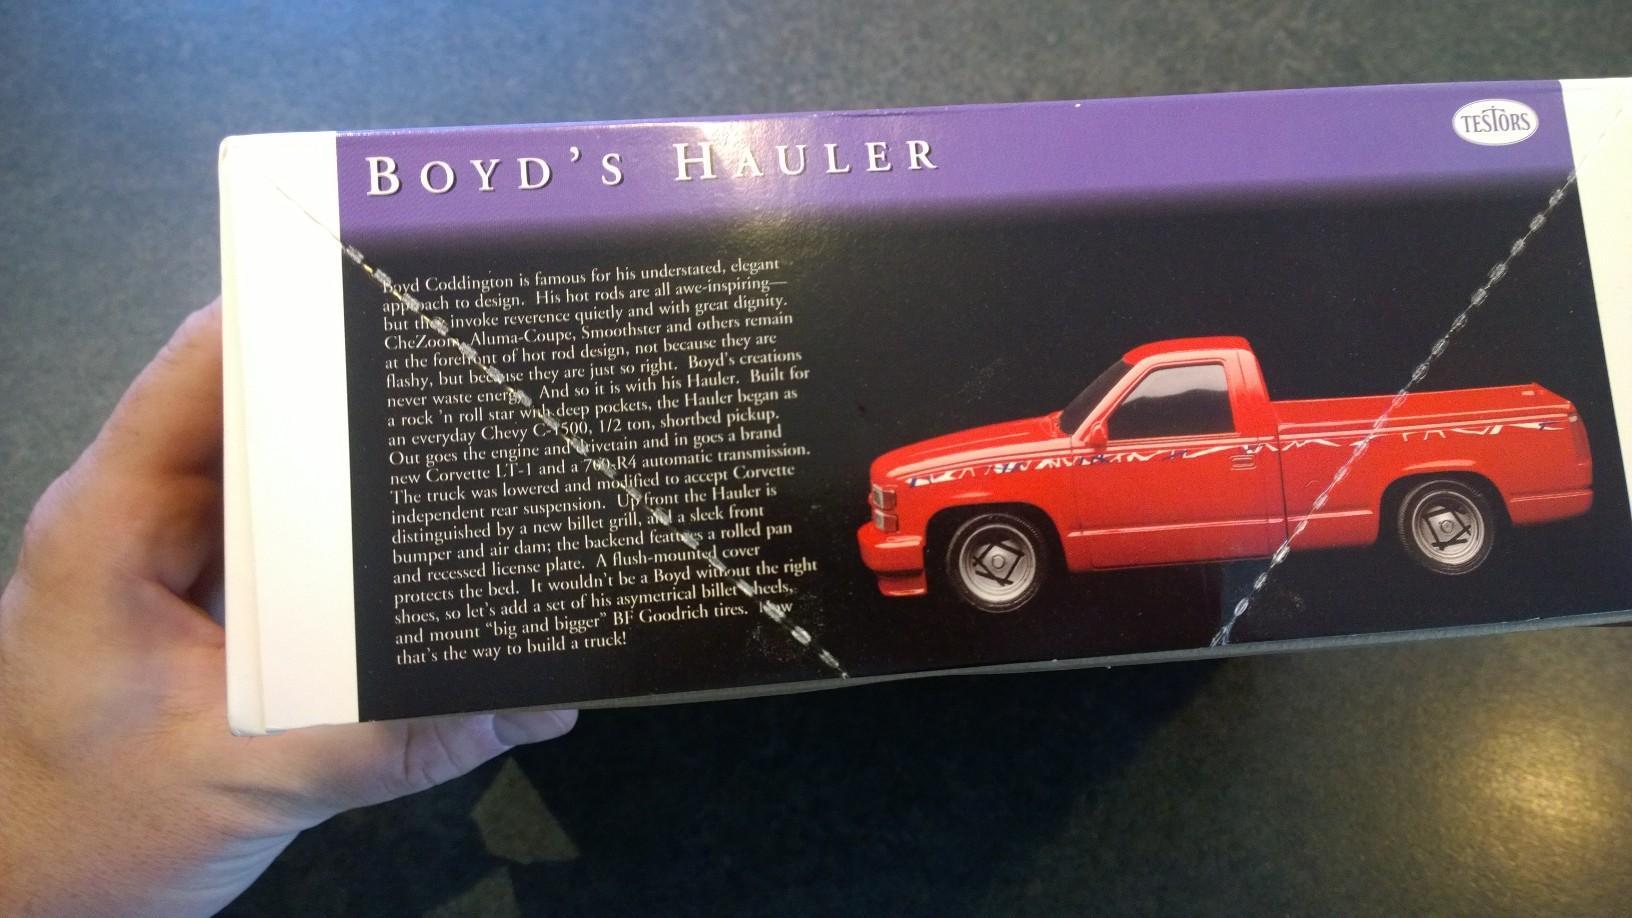 BOYD'S HAULER
TESTORS
Boyd Coddington is famous for his understated, elegant
approach to design. His hot rods are all awe-inspiring—
but they invoke reverence quietly and with great dignity.
CheZoom, Aluma-Coupe, Smoothster and others remain
at the forefront of hot rod design, not because they are
flashy, but because they are just so right. Boyd's creations
never waste energy. And so it is with his Hauler. Built for
a rock 'n roll star with deep pockets, the Hauler began as
an everyday Chevy C-1500, 1/2 ton, shortbed pickup.
Out goes the engine and drivetain and in goes a brand
new Corvette LT-1 and a 700-R4 automatic transmission.
The truck was lowered and modified to accept Corvette
independent rear suspension. Up front the Hauler is
distinguished by a new billet grill, and a sleek front
bumper and air dam; the backend features a rolled pan
and recessed license plate. A flush-mounted cover
protects the bed. It wouldn't be a Boyd without the right
shoes, so let's add a set of his asymetrical billet wheels,
and mount "big and bigger" BF Goodrich tires. Now
that's the way to build a truck!